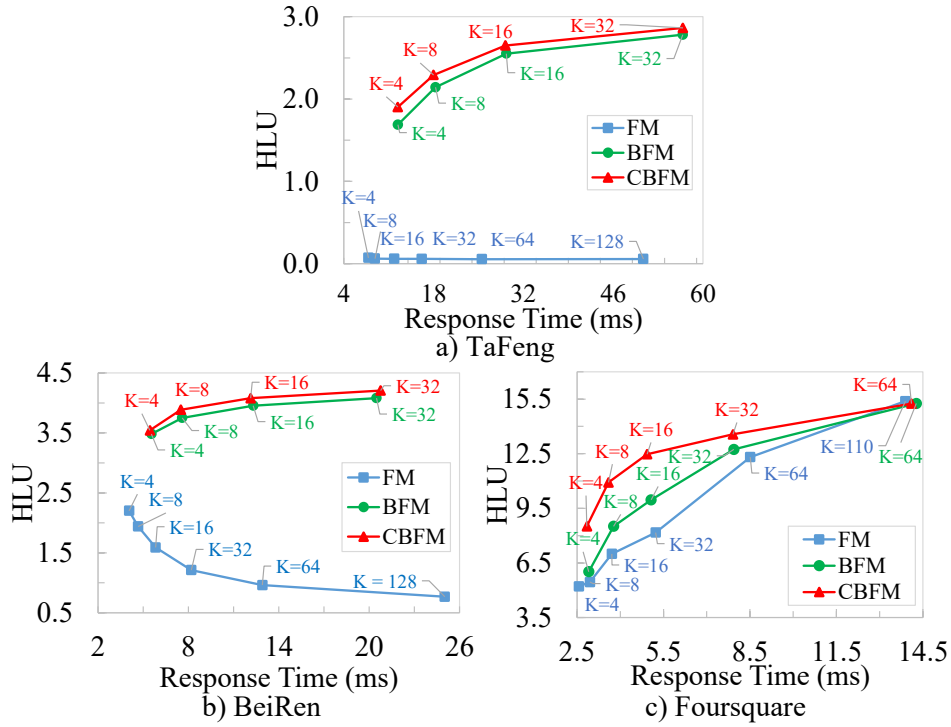 3.0
2.0
1.0
0.0
HLU
K=4
K=8
K=16
K=32
K=4
K=8
K=16
K=32
K=4
K=8
K=16
K=32
K=64
K=128
FM
BFM
CBFM
4 18 32 46 60
Response Time (ms)
a) TaFeng
4.5
3.5
2.5
1.5
0.5
HLU
K=4
K=8
K=16
K=32
K=4
K=8
K=16
K=32
K=4
K=8
K=16
K=32
K=64
K = 128
FM
BFM
CBFM
2 8 14 20 26
Response Time (ms)
b) BeiRen
15.5
12.5
9.5
6.5
3.5
HLU
K=4
K=8
K=16
K=32
K=64
K=4
K=8
K=16
K=32
K=64
K=4
K=8
K=16
K=32
K=64
K=110
FM
BFM
CBFM
2.5 5.5 8.5 11.5 14.5
Response Time (ms)
c) Foursquare